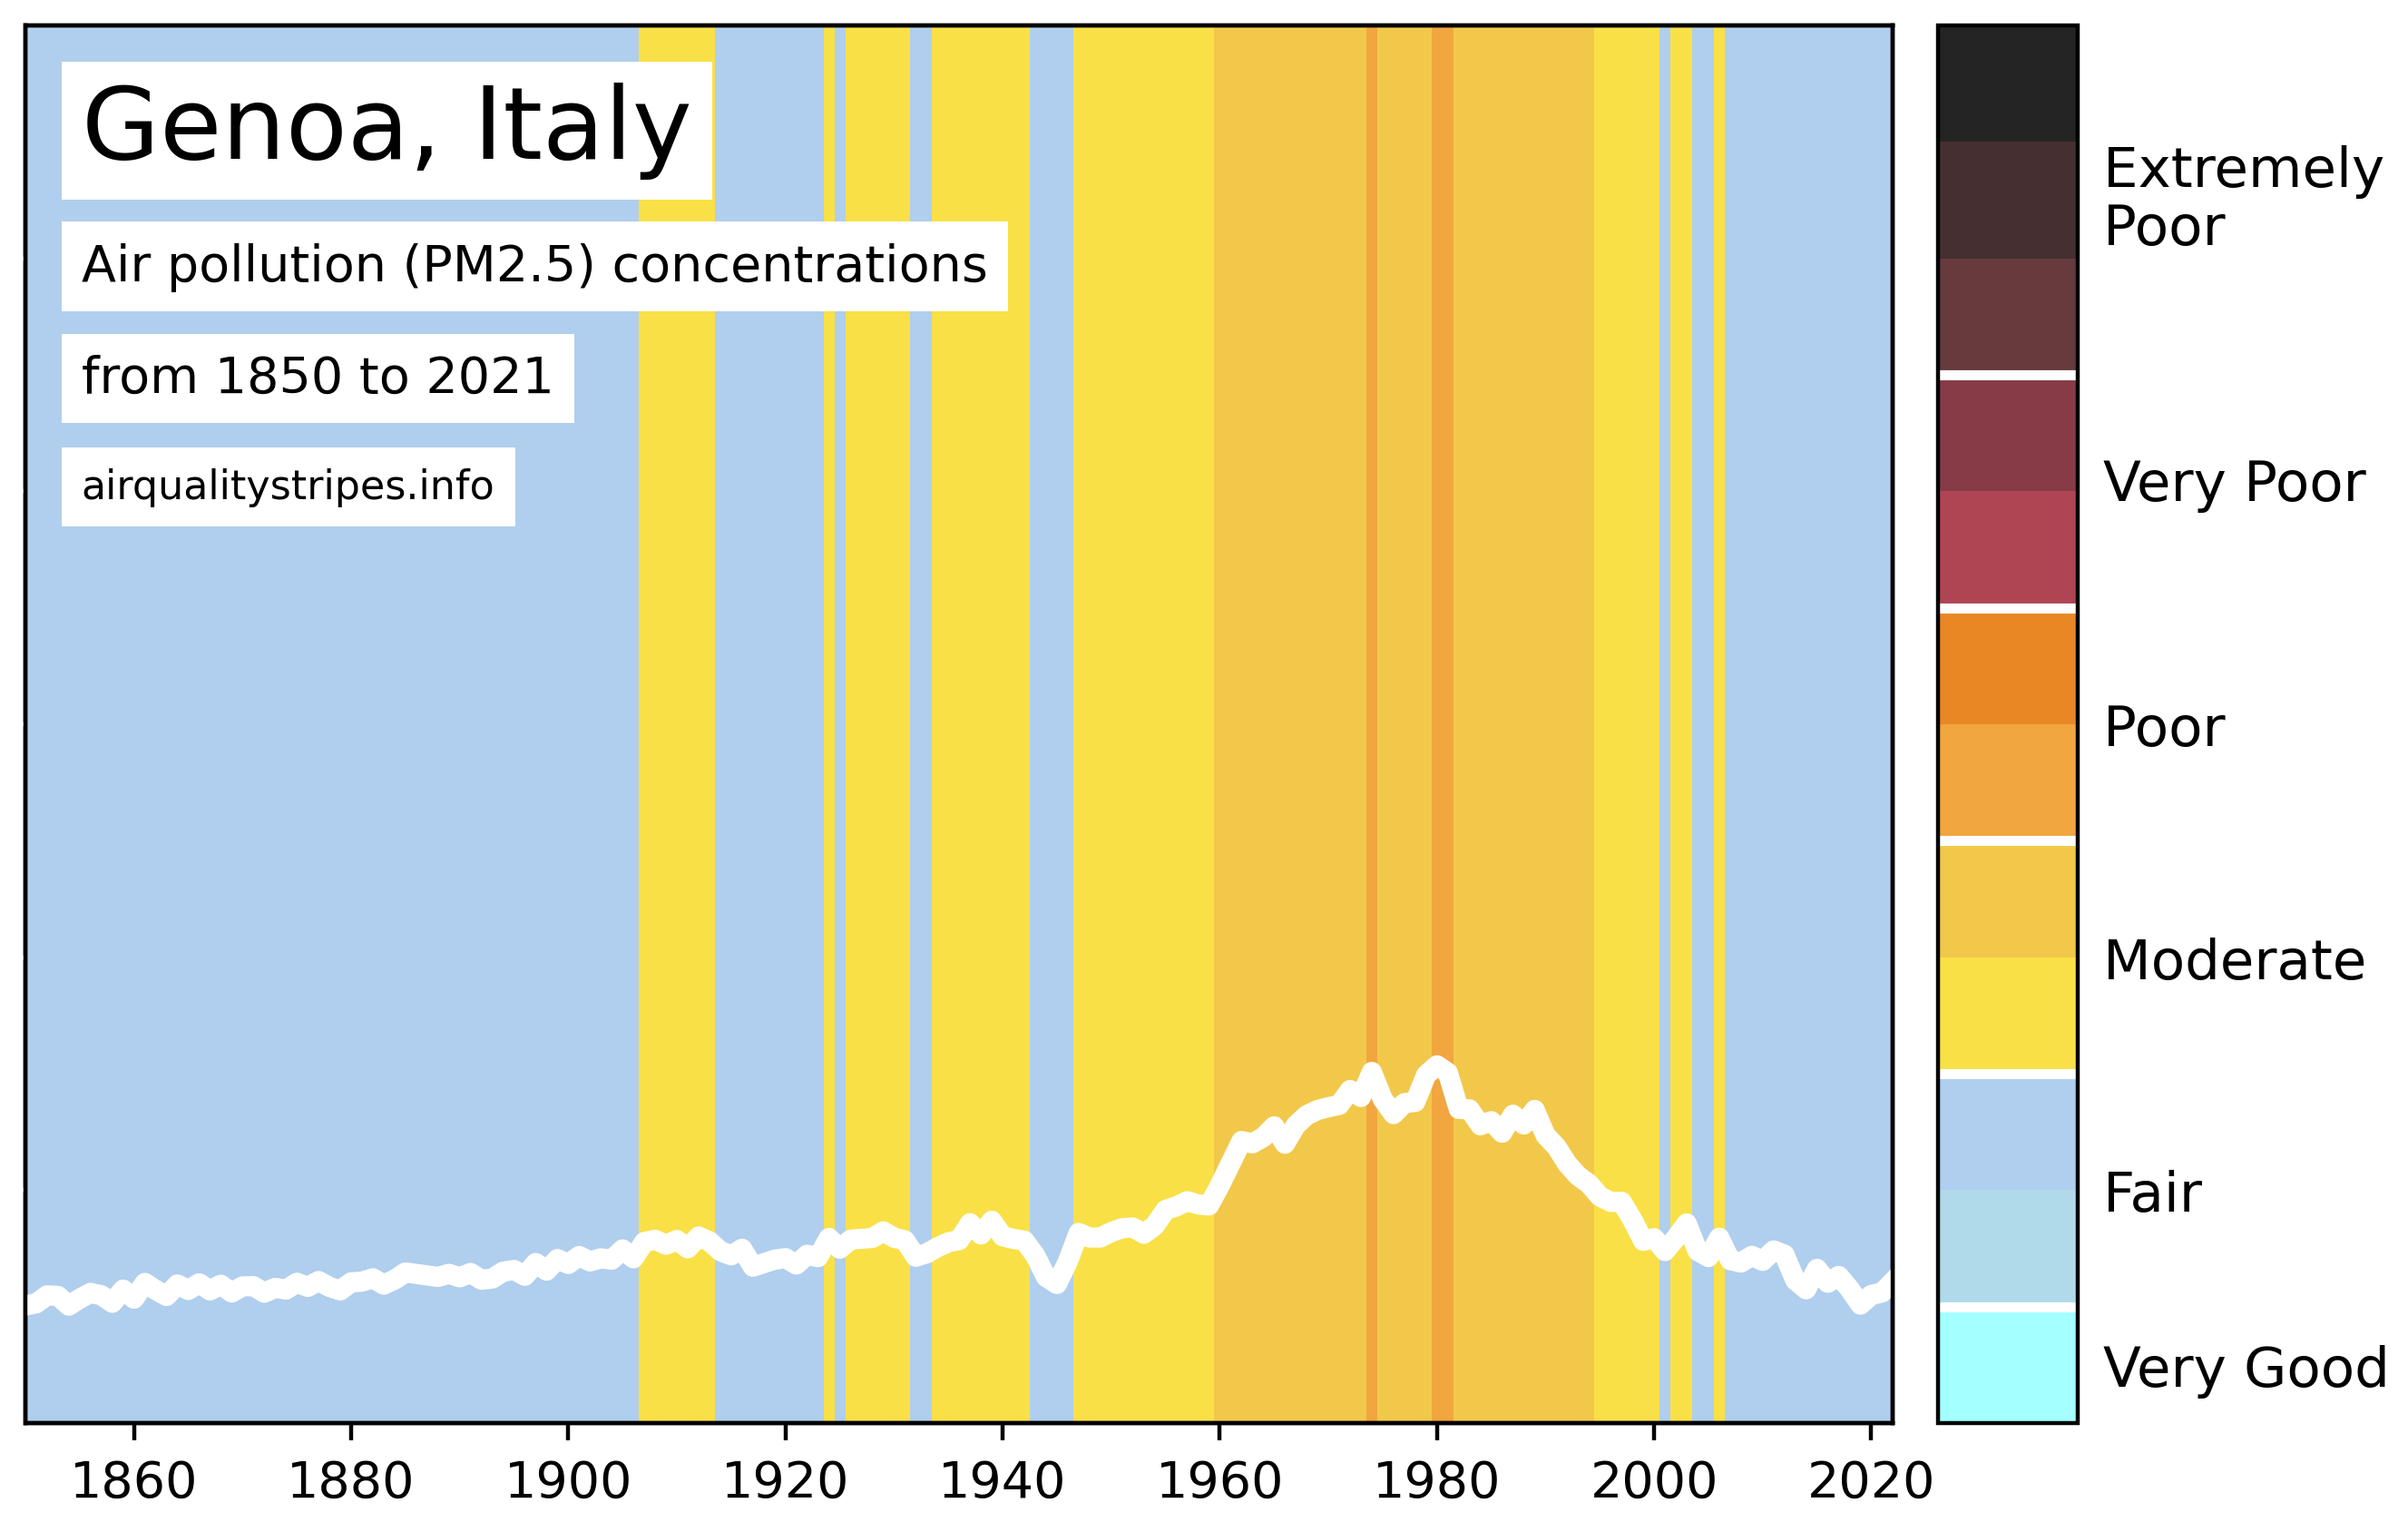 Genoa, Italy
Air pollution (PM2.5) concentrations
from 1850 to 2021
airqualitystripes.info
Extremely
Poor
Very Poor
Poor
Moderate
Fair
Very Good
1860 1880 1900 1920 1940 1960 1980 2000 2020